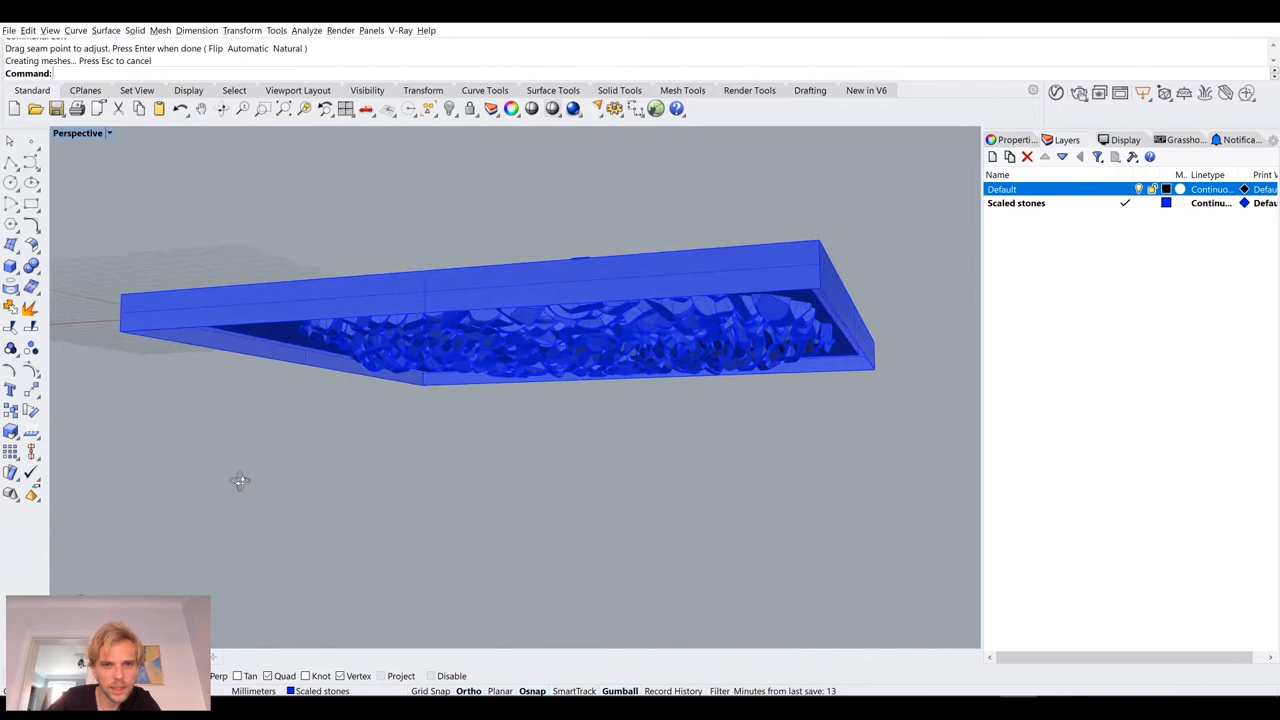 File Edit View Curve Surface Solid Mesh Dimension Transform Tools Analyze Render Panels V-Ray Help
Drag seam point to adjust. Press Enter when done ( Flip Automatic Natural )
Creating meshes... Press Esc to cancel
Command:
Standard CPlanes Set View Display Select Viewport Layout Visibility Transform Curve Tools Surface Tools Solid Tools Mesh Tools Render Tools Drafting New in V6
Perspective
Properti... Layers Display Grassho... Notifica...
Name M.. Linetype Print V
Default Continuo... Defau
Scaled stones Continu... Defau
Perp Tan Quad Knot Vertex Project Disable
Millimeters Scaled stones Grid Snap Ortho Planar Osnap SmartTrack Gumball Record History Filter Minutes from last save: 13